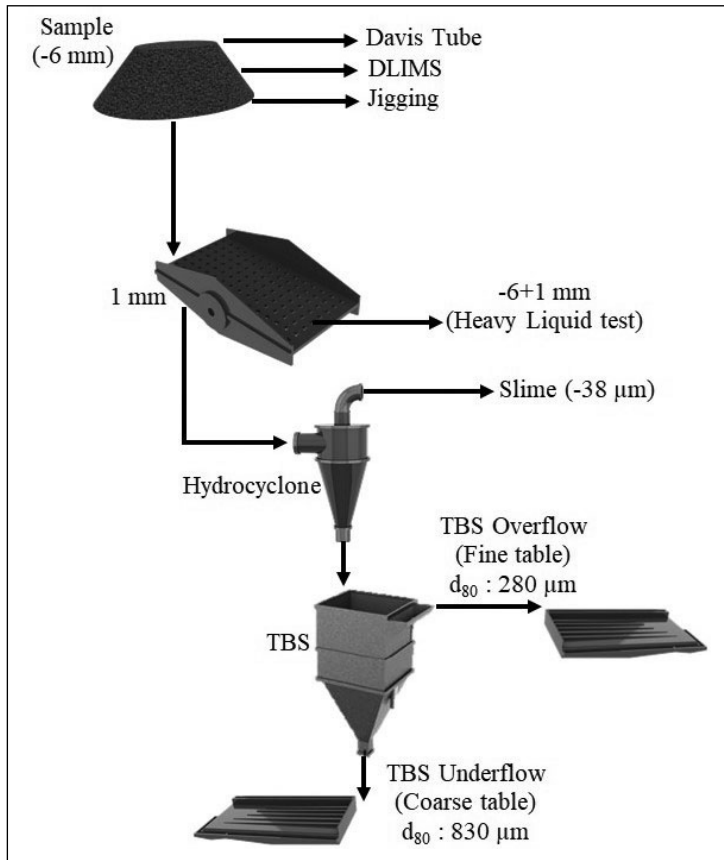 Sample
(-6 mm)
Davis Tube
DLIMS
Jigging
1 mm
-6+1 mm
(Heavy Liquid test)
Slime (-38 µm)
Hydrocyclone
TBS Overflow
(Fine table)
d₈₀ : 280 µm
TBS
TBS Underflow
(Coarse table)
d₈₀ : 830 µm